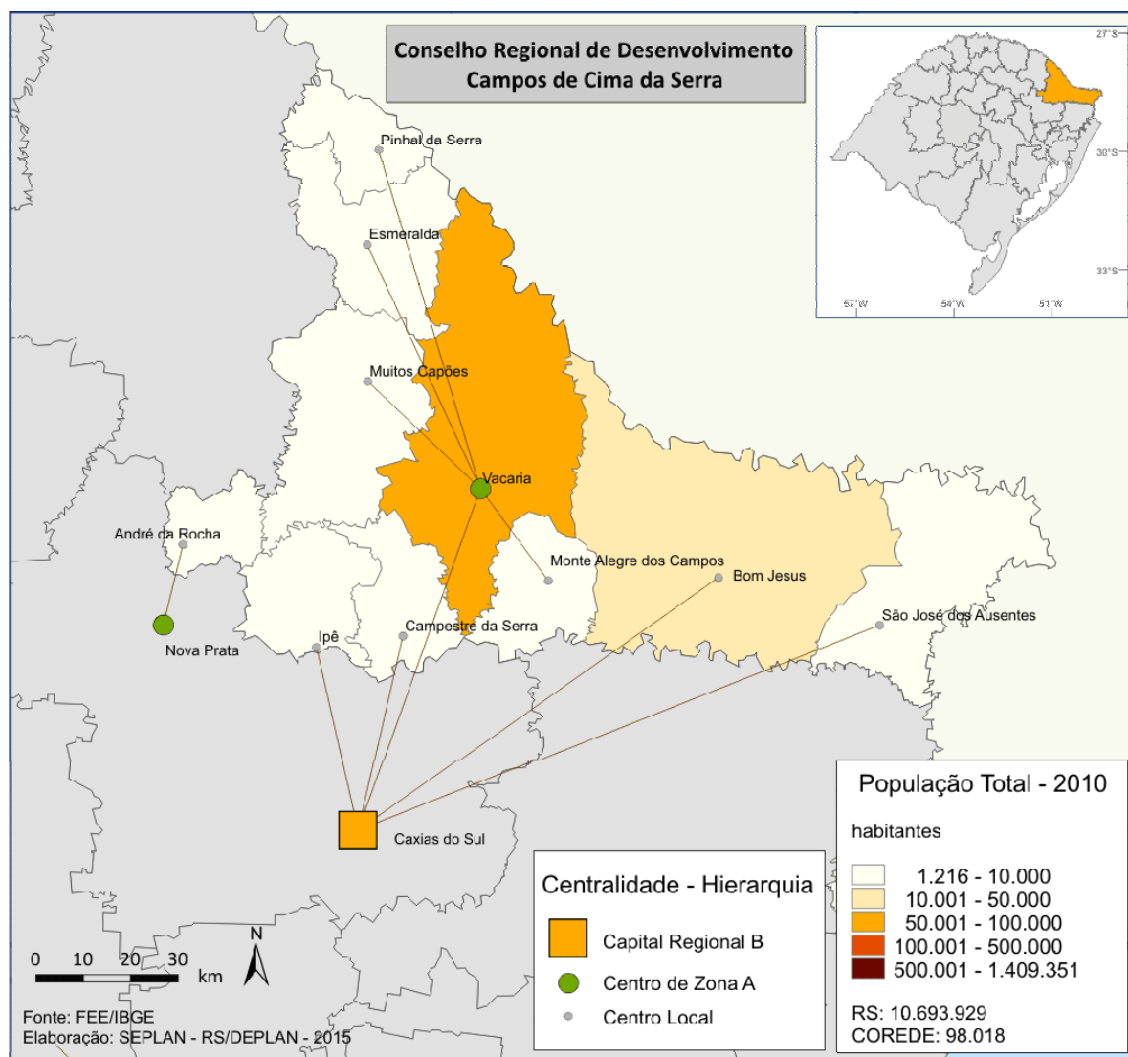 Conselho Regional de Desenvolvimento
Campos de Cima da Serra
27°S
30°S
33°S
57°W
54°W
51°W
Pinhal da Serra
Esmeralda
Muitos Capões
Vacaria
André da Rocha
Monte Alegre dos Campos
Bom Jesus
São José dos Ausentes
Campestre da Serra
Ipê
Nova Prata
Caxias do Sul
População Total - 2010
habitantes
1.216 - 10.000
10.001 - 50.000
50.001 - 100.000
100.001 - 500.000
500.001 - 1.409.351
RS: 10.693.929
COREDE: 98.018
Centralidade - Hierarquia
Capital Regional B
Centro de Zona A
Centro Local
N
0 10 20 30
km
Fonte: FEE/IBGE
Elaboração: SEPLAN - RS/DEPLAN - 2015